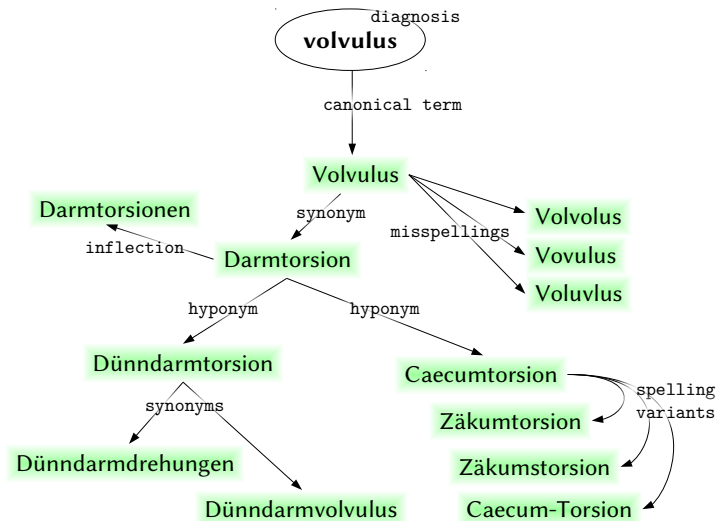 diagnosis
volvulus
canonical term
Volvulus
Darmtorsionen
synonym
Volvolus
misspellings
inflection
Vovulus
Darmtorsion
Voluvlus
hyponym
hyponym
Dünndarmtorsion
Caecumtorsion
spelling
variants
synonyms
Zäkumtorsion
Dünndarmdrehungen
Zäkumstorsion
Dünndarmvolvulus
Caecum-Torsion